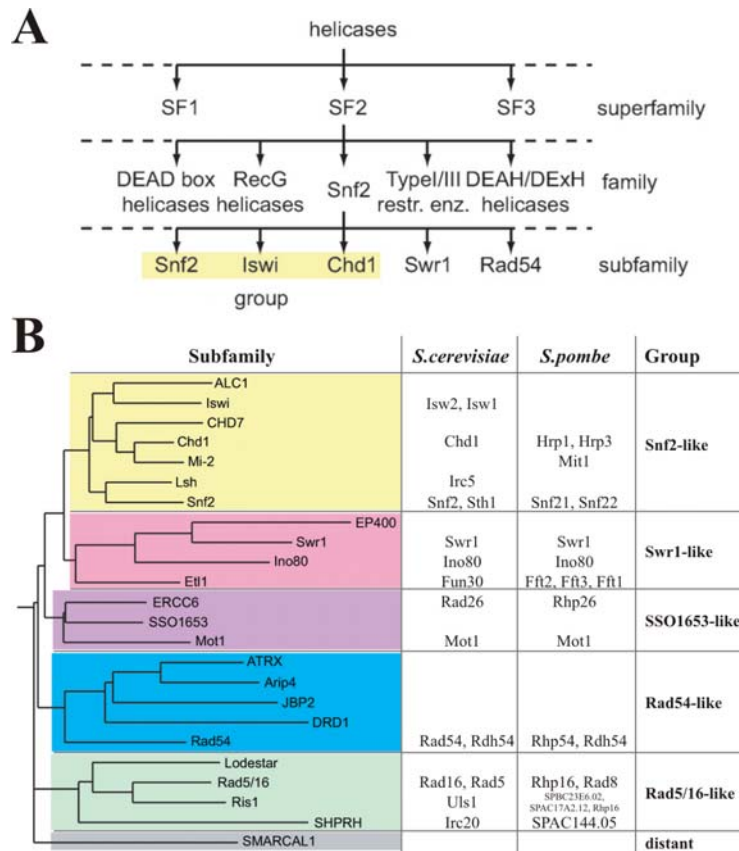 A
helicases
SF1 SF2 SF3 superfamily
DEAD box helicases RecG helicases Snf2 TypeI/III restr. enz. DEAH/DExH helicases family
Snf2 Iswi Chd1 Swr1 Rad54 subfamily
group
B
Subfamily S.cerevisiae S.pombe Group
ALC1
Iswi Isw2, Isw1
CHD7
Chd1 Chd1 Hrp1, Hrp3
Mi-2 Mit1
Snf2-like
Lsh Irc5
Snf2 Snf2, Sth1 Snf21, Snf22
EP400
Swr1 Swr1 Swr1
Ino80 Ino80 Ino80
Swr1-like
Etl1 Fun30 Fft2, Fft3, Fft1
ERCC6 Rad26 Rhp26
SSO1653 SSO1653-like
Mot1 Mot1 Mot1
ATRX
Arip4
JBP2 Rad54-like
DRD1
Rad54 Rad54, Rdh54 Rhp54, Rdh54
Lodestar
Rad5/16 Rad16, Rad5 Rhp16, Rad8
Rad5/16-like
Ris1 Uls1 SPBC23E6.02, SPAC17A2.12, Rhp16
SHPRH Irc20 SPAC144.05
SMARCAL1 distant